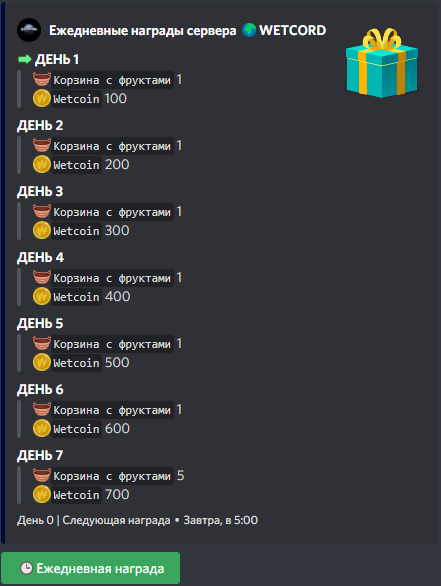 Ежедневные награды сервера WETCORD
ДЕНЬ 1
Корзина с фруктами 1
Wetcoin 100
ДЕНЬ 2
Корзина с фруктами 1
Wetcoin 200
ДЕНЬ 3
Корзина с фруктами 1
Wetcoin 300
ДЕНЬ 4
Корзина с фруктами 1
Wetcoin 400
ДЕНЬ 5
Корзина с фруктами 1
Wetcoin 500
ДЕНЬ 6
Корзина с фруктами 1
Wetcoin 600
ДЕНЬ 7
Корзина с фруктами 5
Wetcoin 700
День 0 | Следующая награда • Завтра, в 5:00
Ежедневная награда